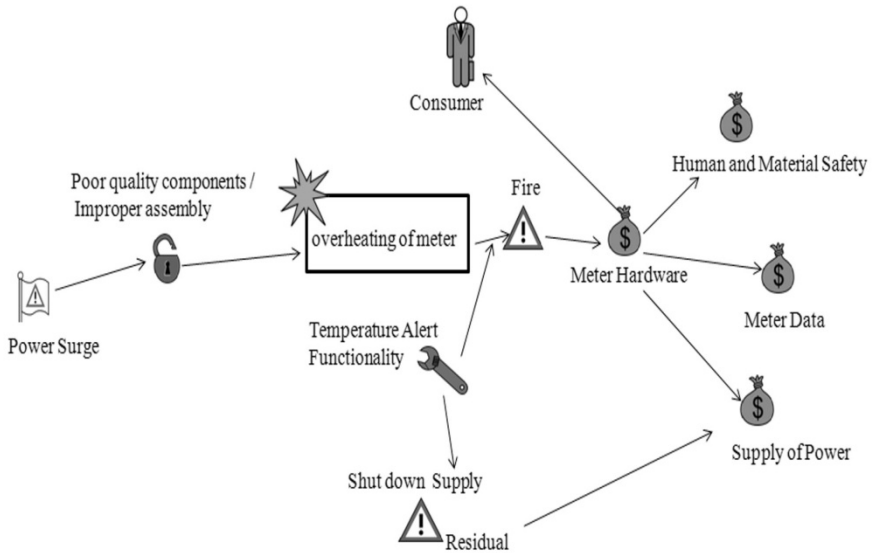 Consumer
Human and Material Safety
Poor quality components /
Improper assembly
Fire
overheating of meter
Meter Hardware
Meter Data
Power Surge
Temperature Alert
Functionality
Supply of Power
Shut down Supply
Residual